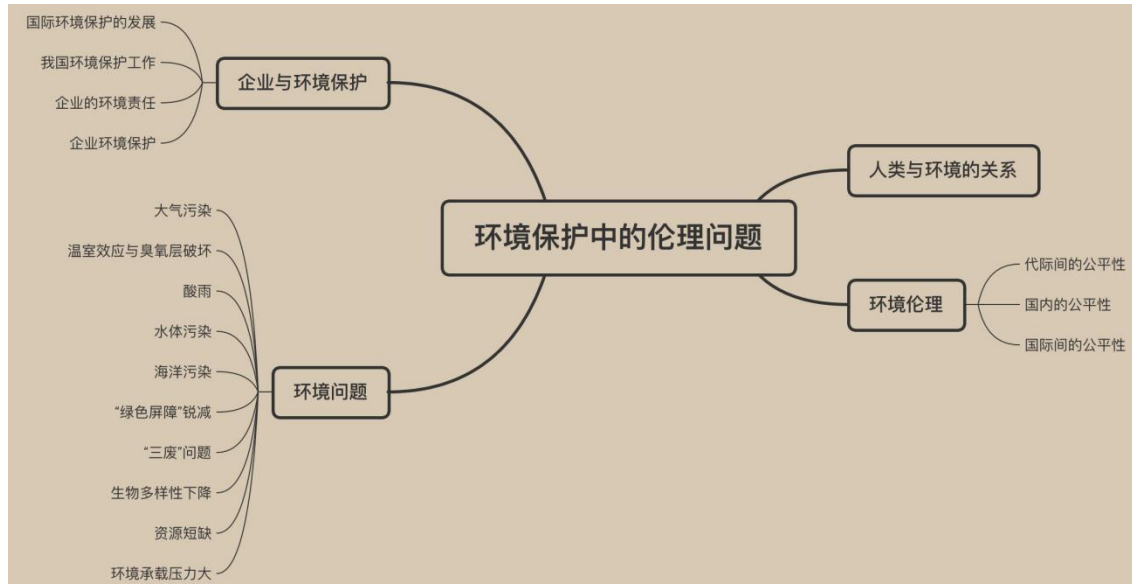 环境保护中的伦理问题
人类与环境的关系
环境伦理
代际间的公平性
国内的公平性
国际间的公平性
企业与环境保护
国际环境保护的发展
我国环境保护工作
企业的环境责任
企业环境保护
环境问题
大气污染
温室效应与臭氧层破坏
酸雨
水体污染
海洋污染
“绿色屏障”锐减
“三废”问题
生物多样性下降
资源短缺
环境承载压力大